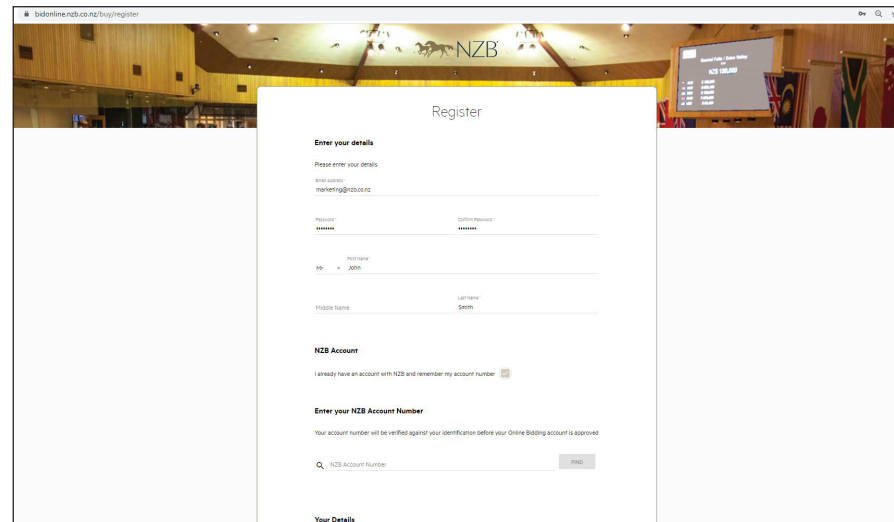 bidonline.nzb.co.nz/buy/register
NZB
NZ$ 130,000
Register
Enter your details
Please enter your details
Email Address *
marketing@nzb.co.nz
Password * Confirm Password *
•••••••• ••••••••
First Name *
Mr John
Last Name *
Middle Name Smith
NZB Account
I already have an account with NZB and remember my account number
Enter your NZB Account Number
Your account number will be verified against your identification before your Online Bidding account is approved
NZB Account Number FIND
Your Details